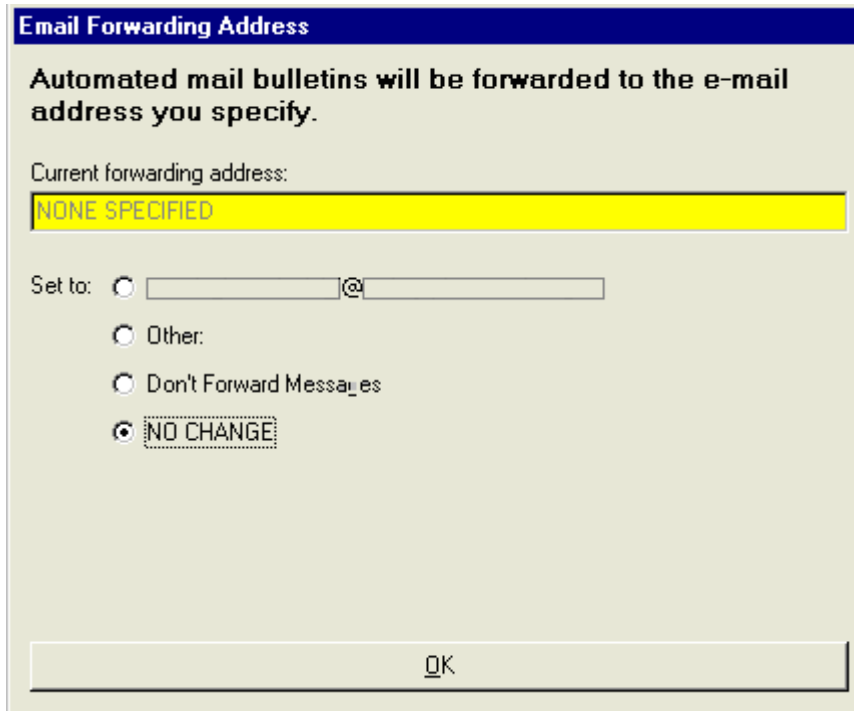 Email Forwarding Address
Automated mail bulletins will be forwarded to the e-mail
address you specify.
Current forwarding address:
NONE SPECIFIED
Set to: @
Other:
Don't Forward Messages
NO CHANGE
OK